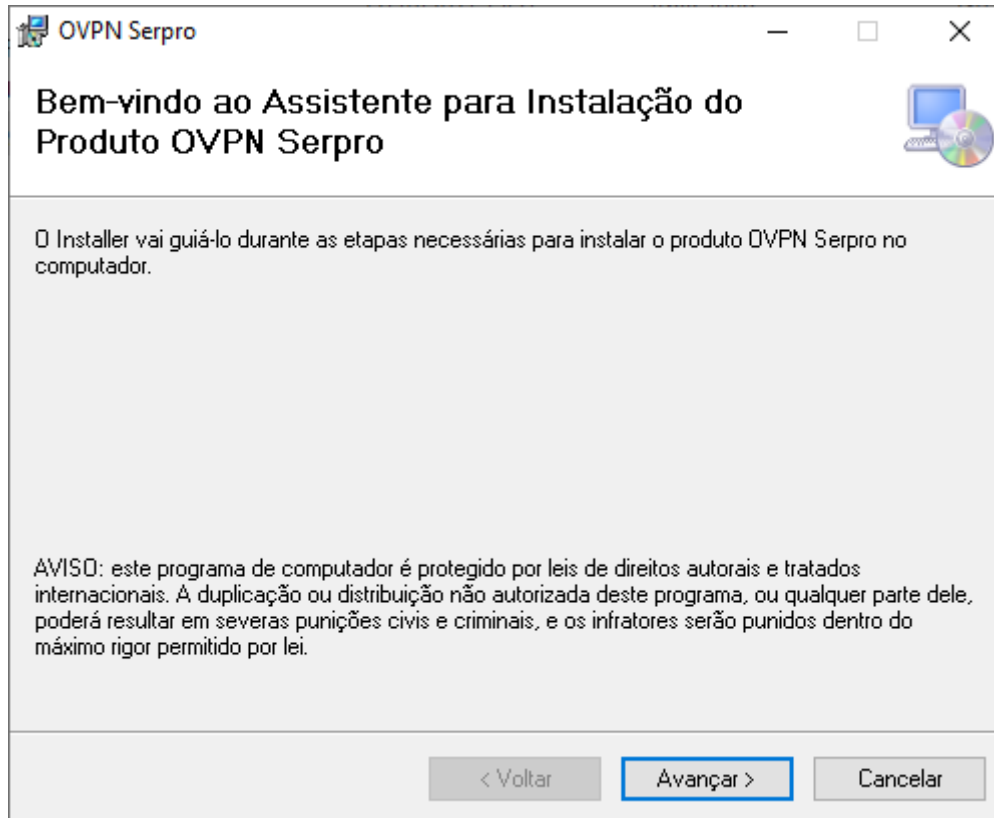 OVPN Serpro
Bem-vindo ao Assistente para Instalação do
Produto OVPN Serpro
O Installer vai guiá-lo durante as etapas necessárias para instalar o produto OVPN Serpro no
computador.
AVISO: este programa de computador é protegido por leis de direitos autorais e tratados
internacionais. A duplicação ou distribuição não autorizada deste programa, ou qualquer parte dele,
poderá resultar em severas punições civis e criminais, e os infratores serão punidos dentro do
máximo rigor permitido por lei.
< Voltar
Avançar >
Cancelar